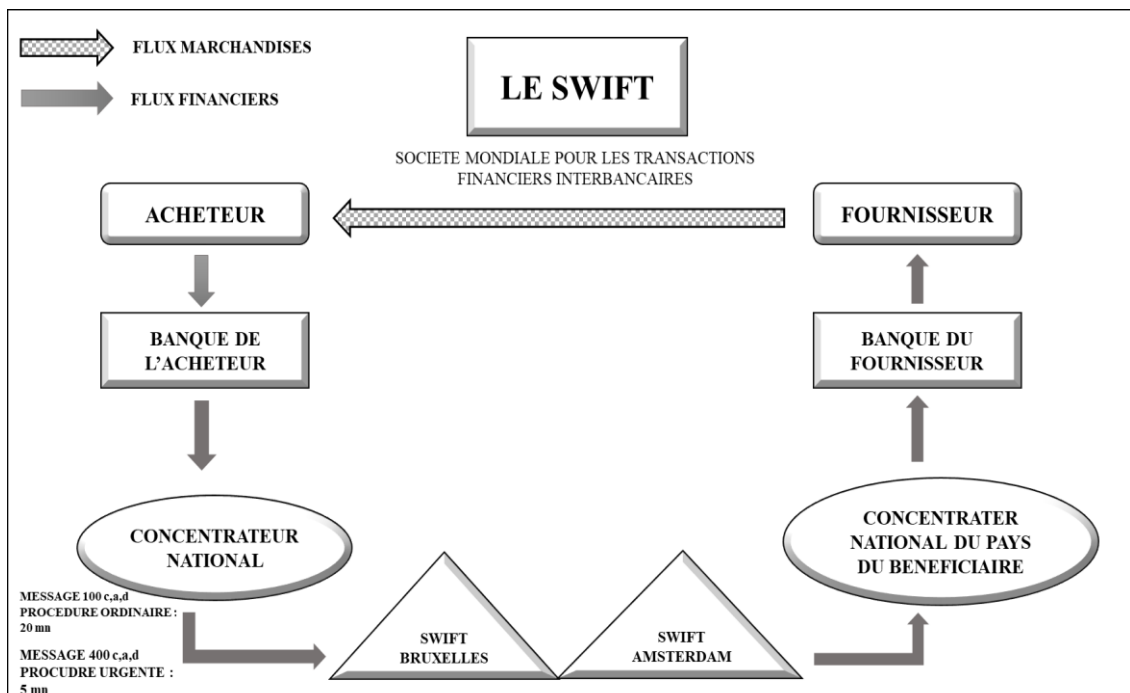 FLUX MARCHANDISES
FLUX FINANCIERS
LE SWIFT
SOCIETE MONDIALE POUR LES TRANSACTIONS
FINANCIERS INTERBANCAIRES
ACHETEUR
FOURNISSEUR
BANQUE DE
L’ACHETEUR
BANQUE DU
FOURNISSEUR
CONCENTRATEUR
NATIONAL
CONCENTRATER
NATIONAL DU PAYS
DU BENEFICIAIRE
MESSAGE 100 c,a,d
PROCEDURE ORDINAIRE :
20 mn
MESSAGE 400 c,a,d
PROCUDRE URGENTE :
5 mn
SWIFT
BRUXELLES
SWIFT
AMSTERDAM